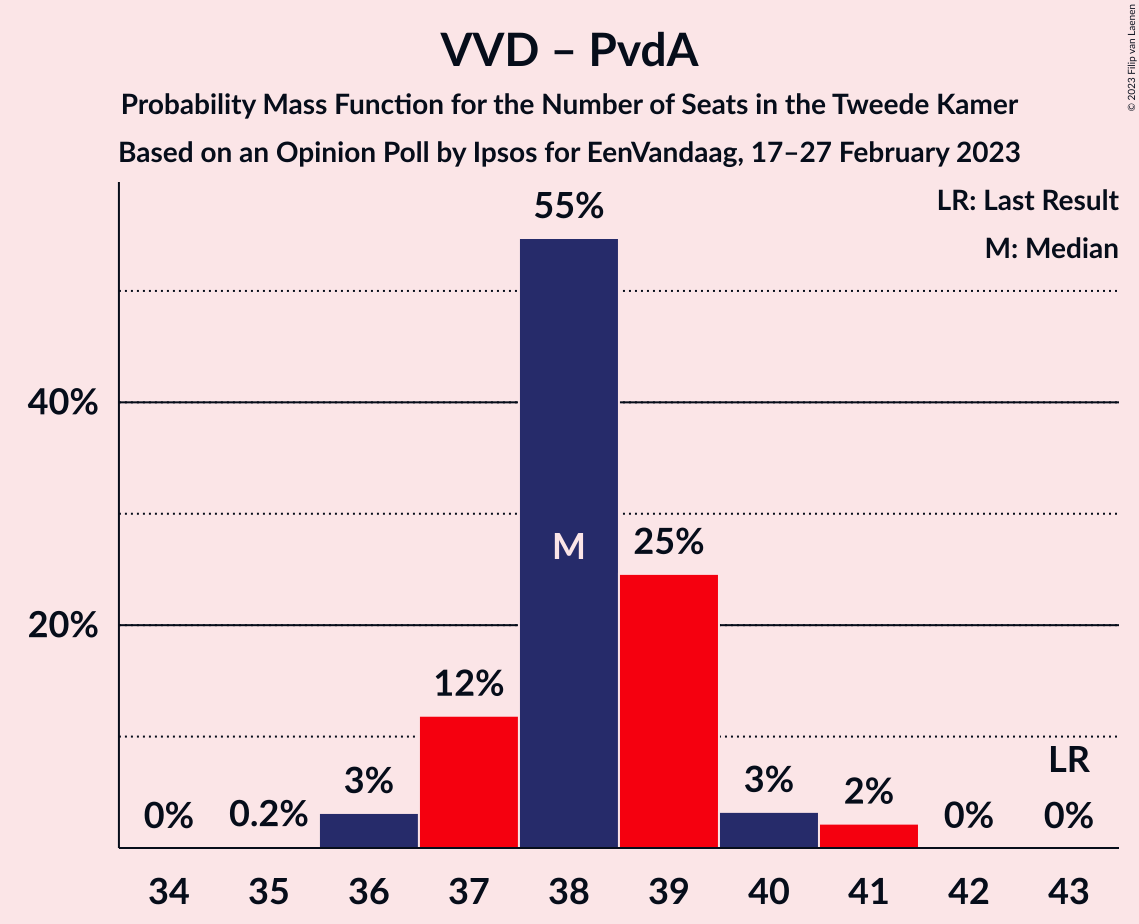 VVD – PvdA
Probability Mass Function for the Number of Seats in the Tweede Kamer
Based on an Opinion Poll by Ipsos for EenVandaag, 17–27 February 2023
© 2023 Filip van Laenen
LR: Last Result
M: Median
55%
40%
M
25%
20%
12%
LR
3%
3%
2%
0%
0.2%
0%
0%
34 35 36 37 38 39 40 41 42 43